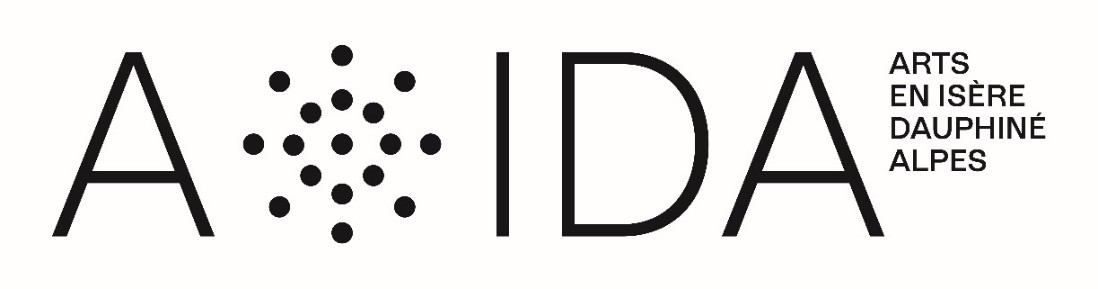 A IDA
ARTS
EN ISÈRE
DAUPHINÉ
ALPES